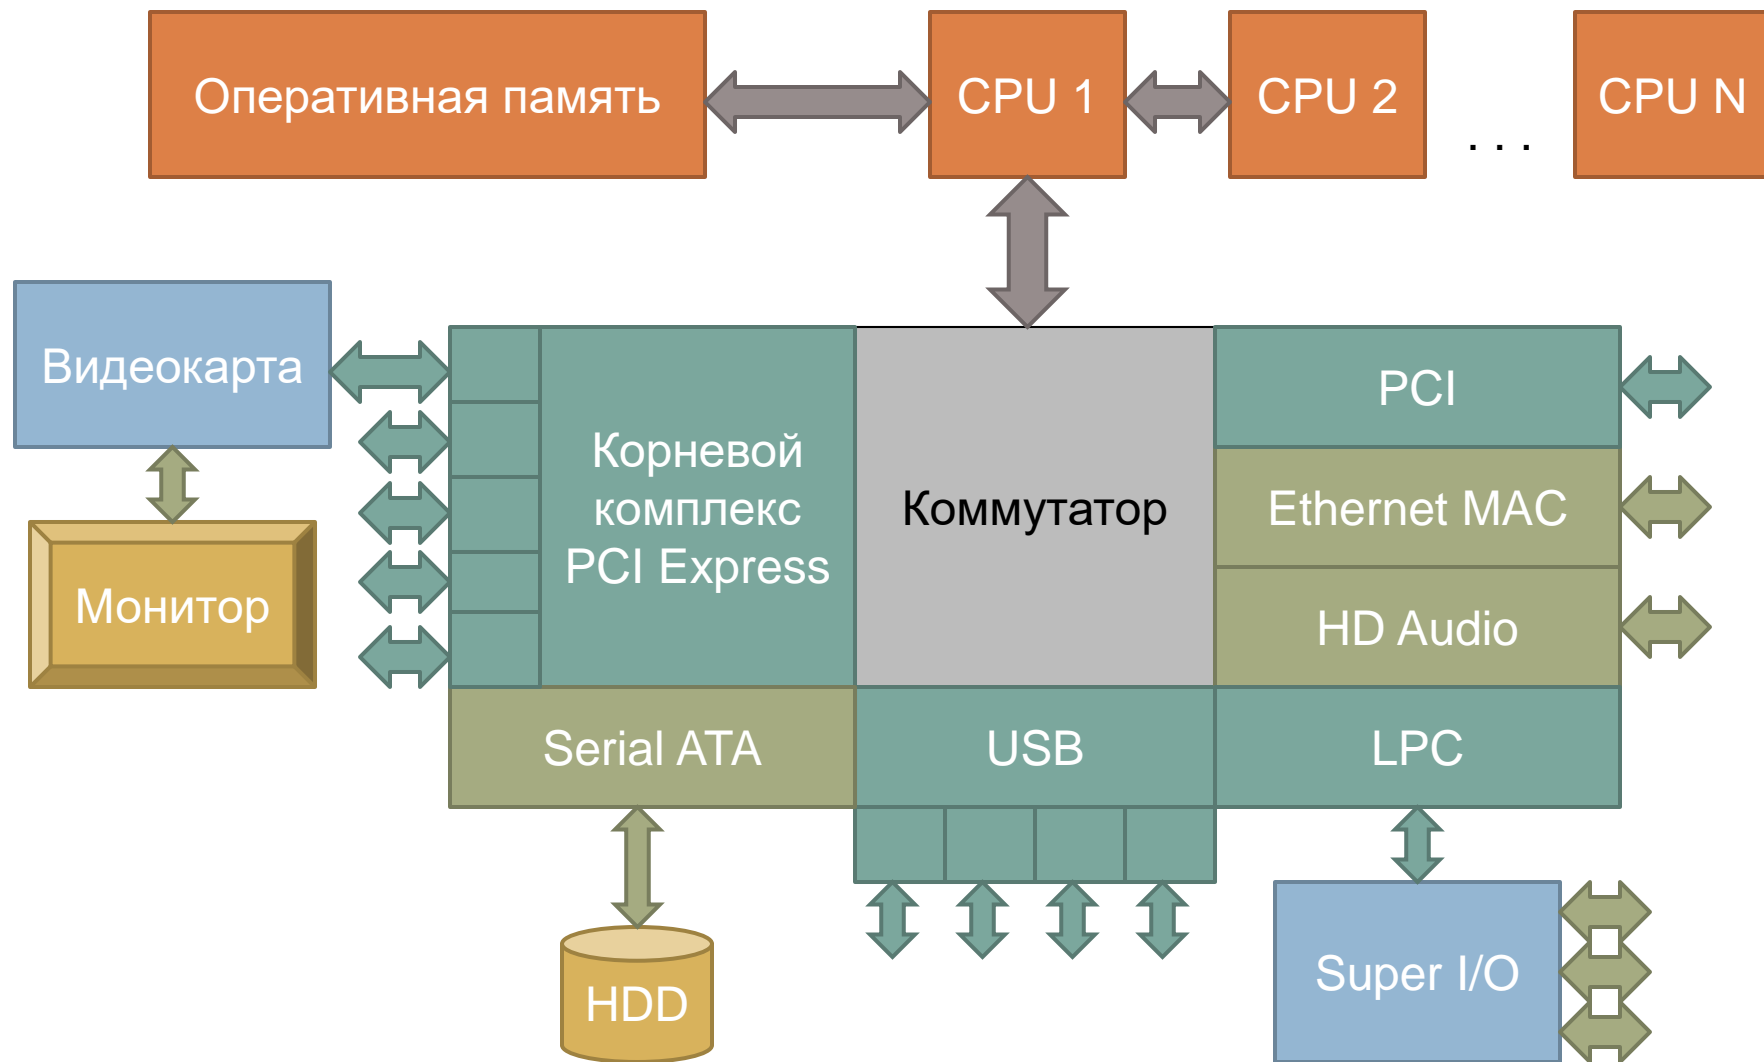 Оперативная память
CPU 1
CPU 2
. . .
CPU N
Видеокарта
Монитор
Корневой
комплекс
PCI Express
Коммутатор
PCI
Ethernet MAC
HD Audio
Serial ATA
USB
LPC
HDD
Super I/O